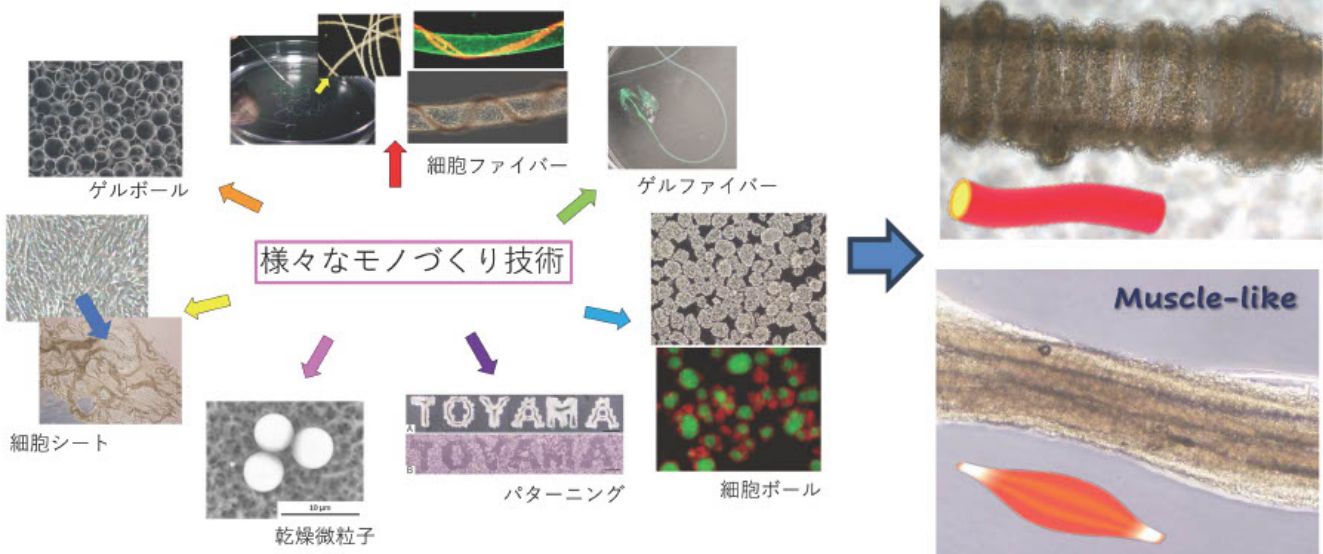 細胞ファイバー
ゲルボール
ゲルファイバー
様々なモノづくり技術
Muscle-like
細胞シート
10 μm
乾燥微粒子
A
TOYAMA
B
TOYAMA
パターニング
細胞ボール